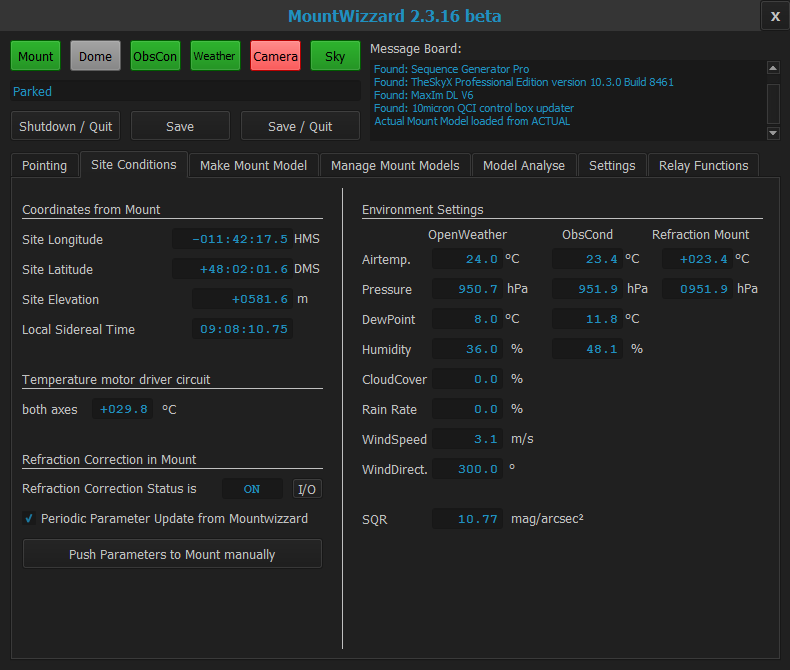 MountWizzard 2.3.16 beta
X
Mount Dome ObsCon Weather Camera Sky
Message Board:
Found: Sequence Generator Pro
Found: TheSkyX Professional Edition version 10.3.0 Build 8461
Found: MaxIm DL V6
Found: 10micron QCI control box updater
Actual Mount Model loaded from ACTUAL
Parked
Shutdown / Quit Save Save / Quit
Pointing Site Conditions Make Mount Model Manage Mount Models Model Analyse Settings Relay Functions
Coordinates from Mount
Site Longitude -011:42:17.5 HMS
Site Latitude +48:02:01.6 DMS
Site Elevation +0581.6 m
Local Sidereal Time 09:08:10.75
Temperature motor driver circuit
both axes +029.8 °C
Refraction Correction in Mount
Refraction Correction Status is ON I/O
Periodic Parameter Update from Mountwizzard
Push Parameters to Mount manually
Environment Settings
OpenWeather ObsCond Refraction Mount
Airtemp. 24.0 °C 23.4 °C +023.4 °C
Pressure 950.7 hPa 951.9 hPa 0951.9 hPa
DewPoint 8.0 °C 11.8 °C
Humidity 36.0 % 48.1 %
CloudCover 0.0 %
Rain Rate 0.0 %
WindSpeed 3.1 m/s
WindDirect. 300.0 °
SQR 10.77 mag/arcsec²